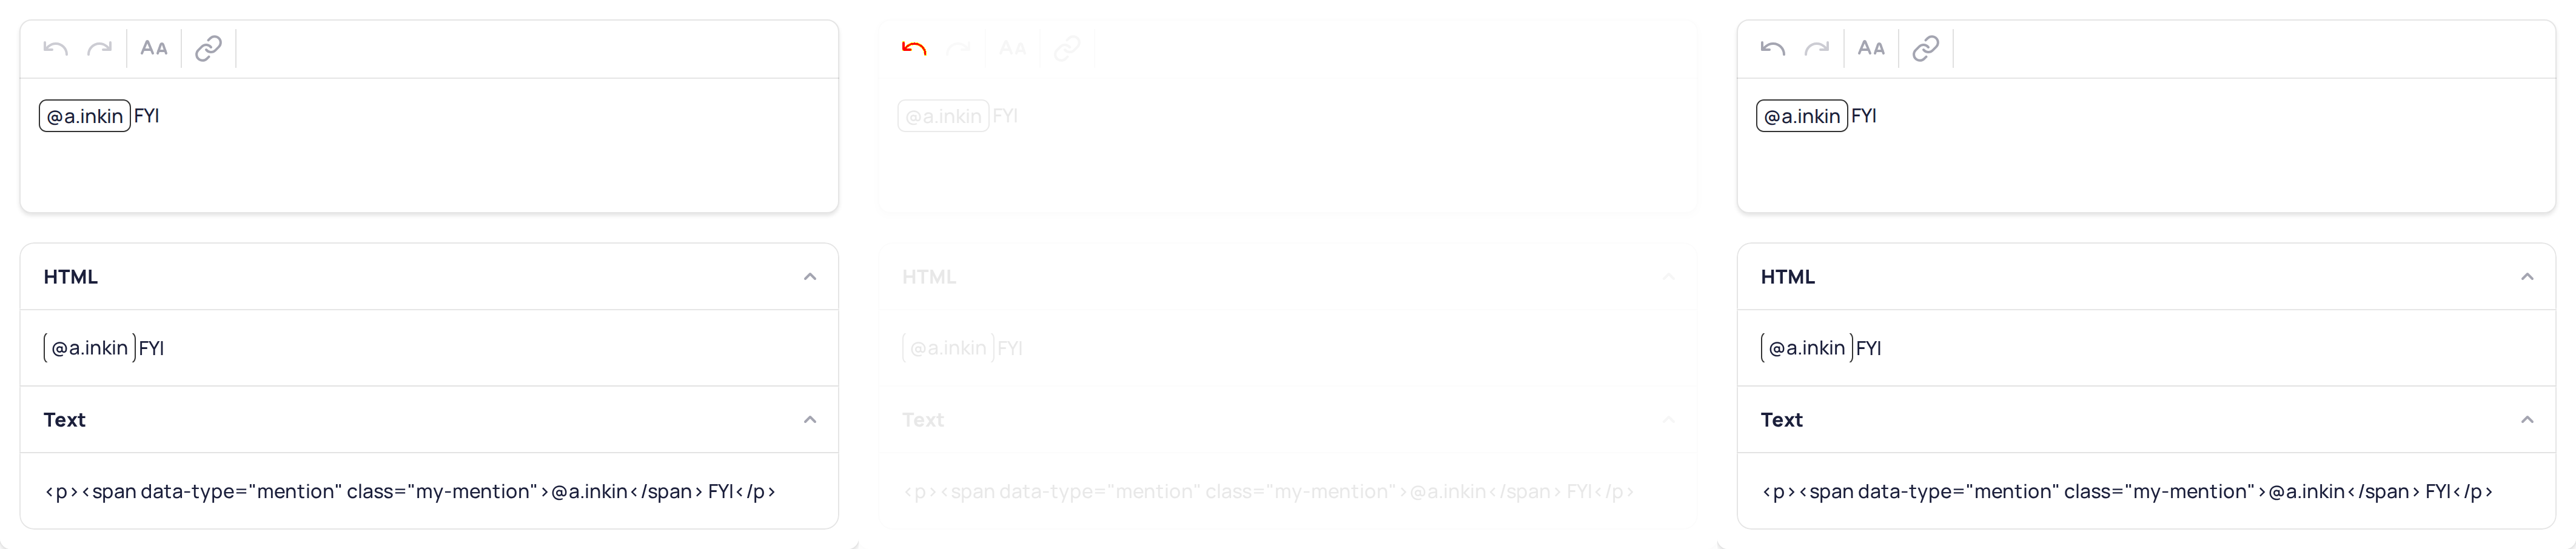 AA
@a.inkin FYI
HTML
@a.inkin FYI
Text
<p><span data-type="mention" class="my-mention">@a.inkin</span> FYI</p>
AA
@a.inkin FYI
HTML
@a.inkin FYI
Text
<p><span data-type="mention" class="my-mention">@a.inkin</span> FYI</p>
AA
@a.inkin FYI
HTML
@a.inkin FYI
Text
<p><span data-type="mention" class="my-mention">@a.inkin</span> FYI</p>